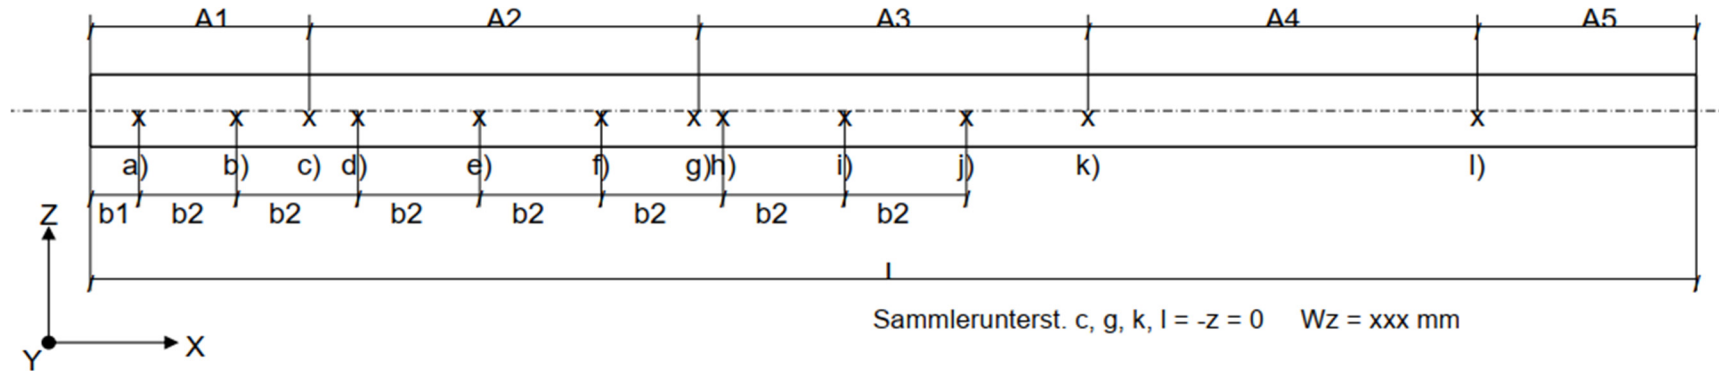 A1 A2 A3 A4 A5
x x x x x x x x x x x x
a) b) c) d) e) f) g) h) i) j) k) l)
b1 b2 b2 b2 b2 b2 b2 b2
Z
L
Sammlerunterst. c, g, k, l = -z = 0 Wz = xxx mm
X
Y